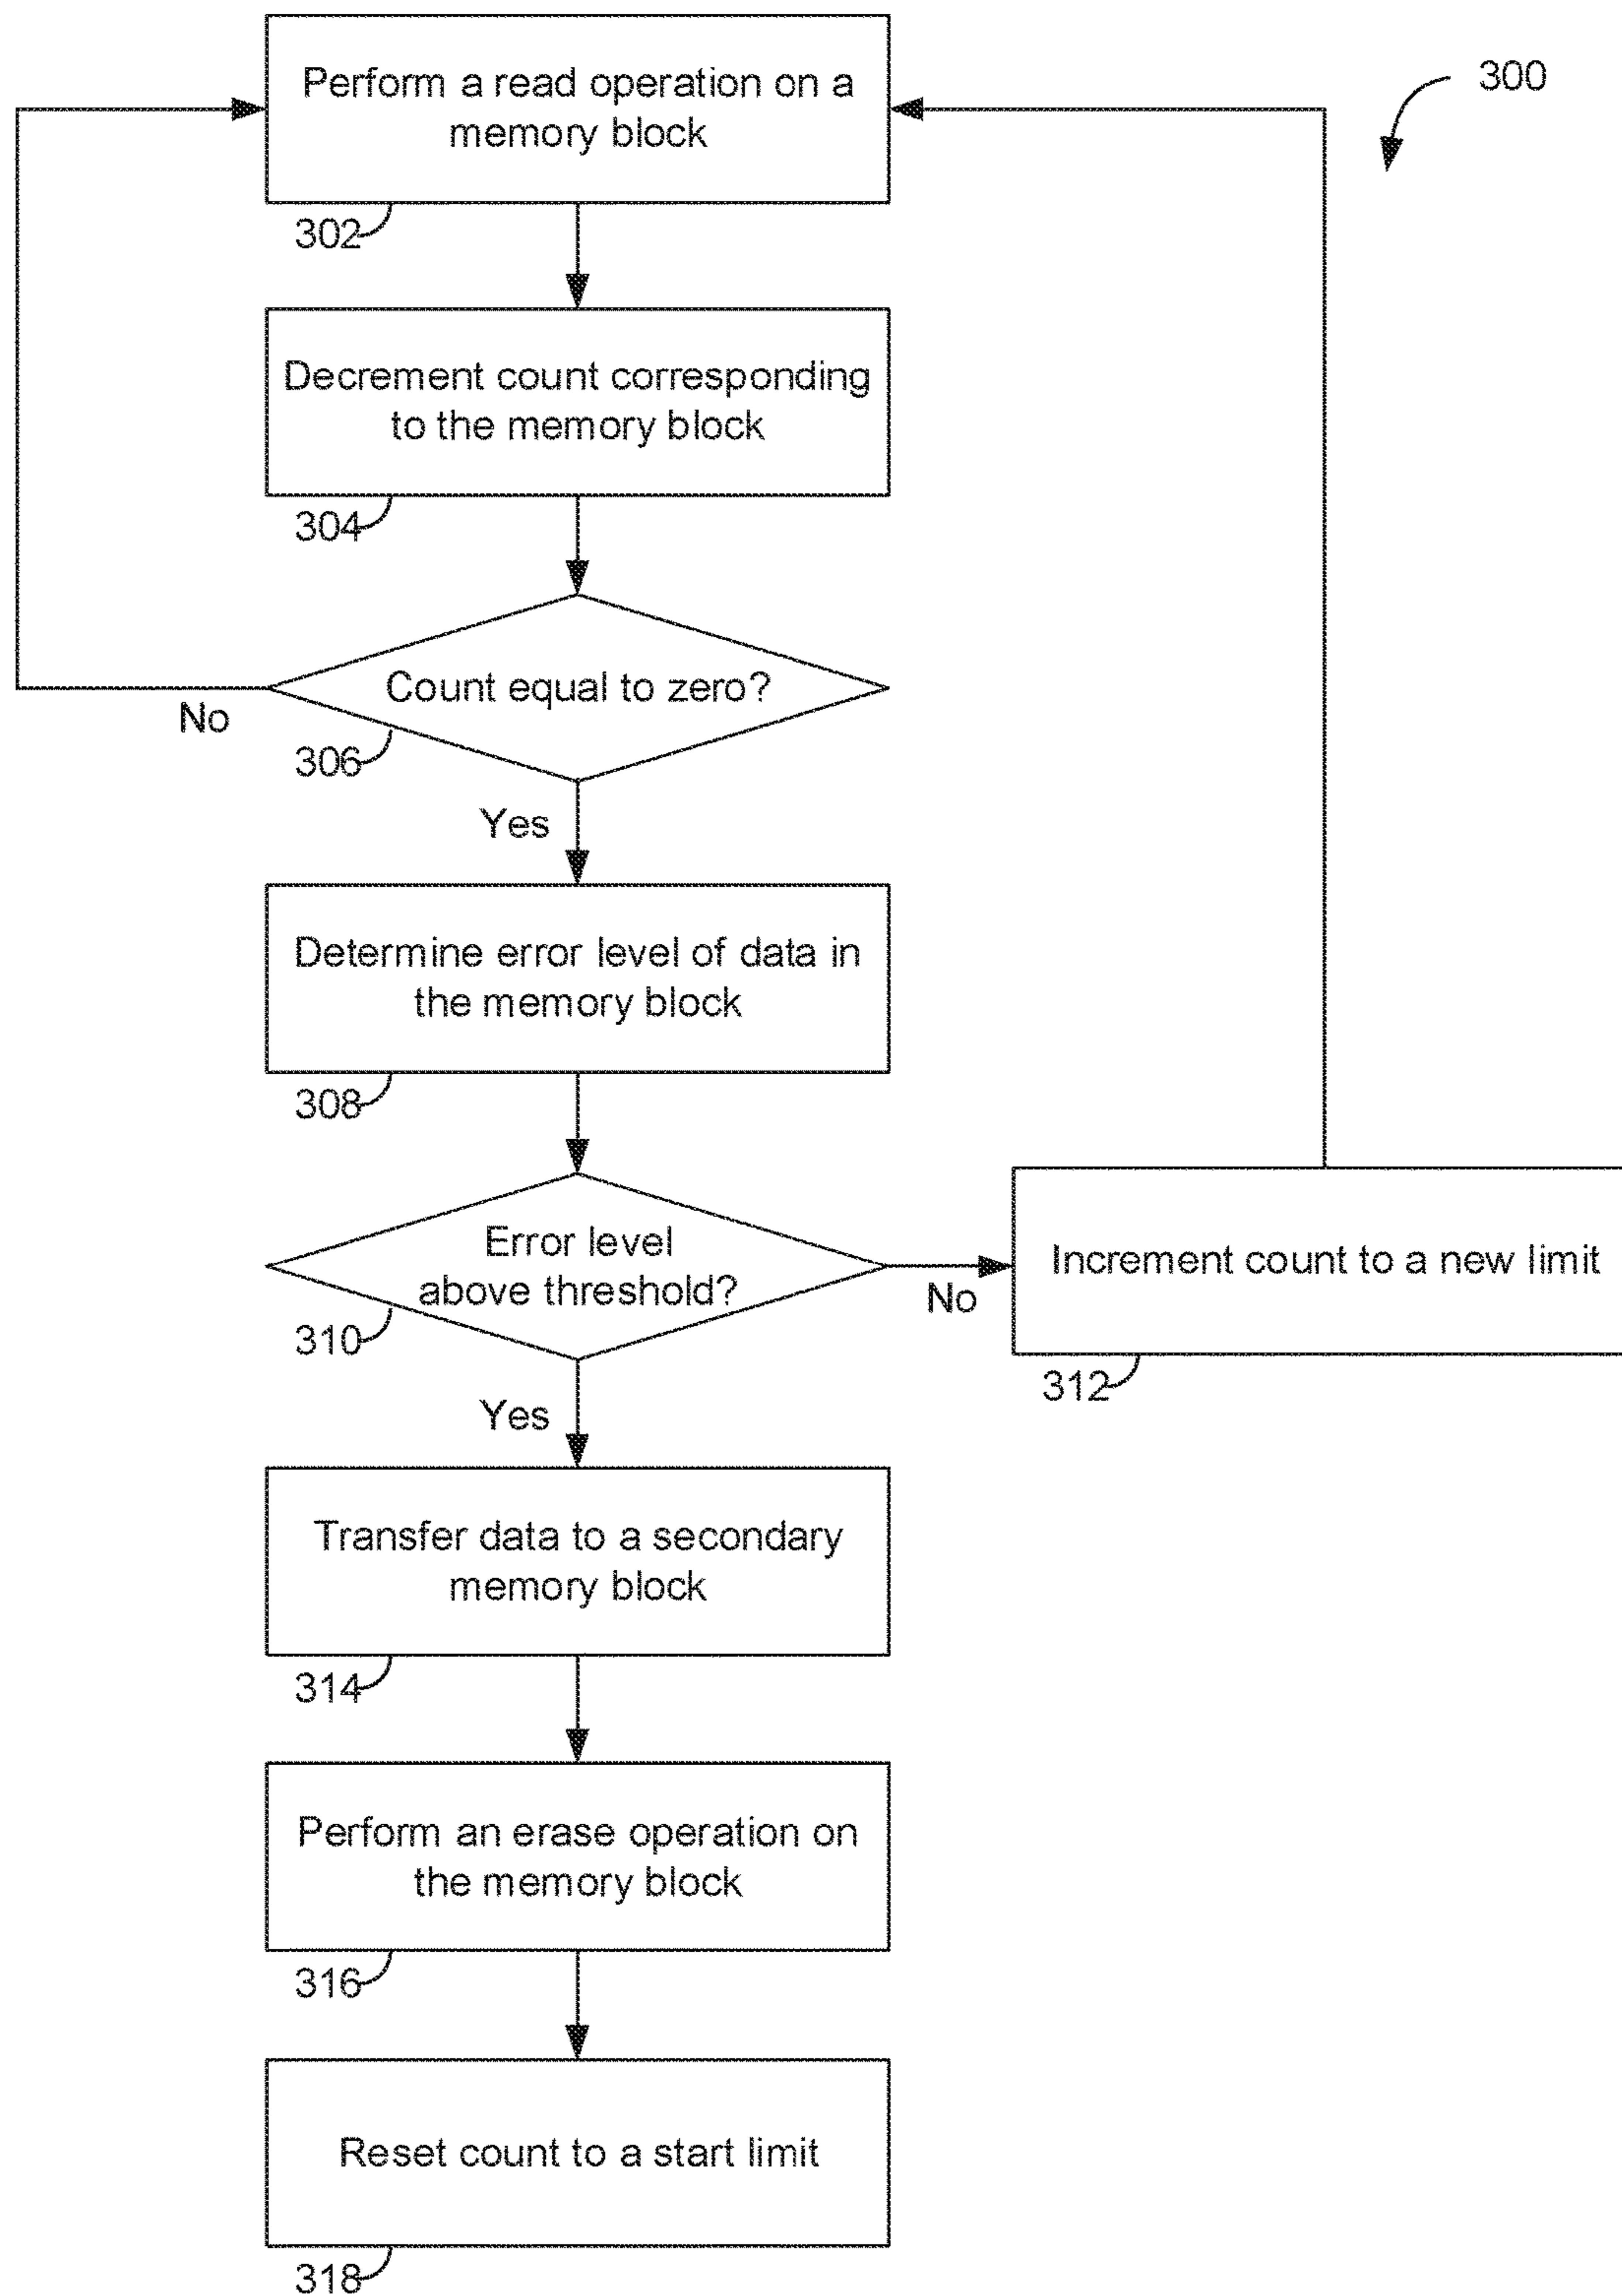 300
Perform a read operation on a
memory block
302
Decrement count corresponding
to the memory block
304
Count equal to zero?
No
306
Yes
Determine error level of data in
the memory block
308
Error level
above threshold?
No
310
Increment count to a new limit
312
Yes
Transfer data to a secondary
memory block
314
Perform an erase operation on
the memory block
316
Reset count to a start limit
318